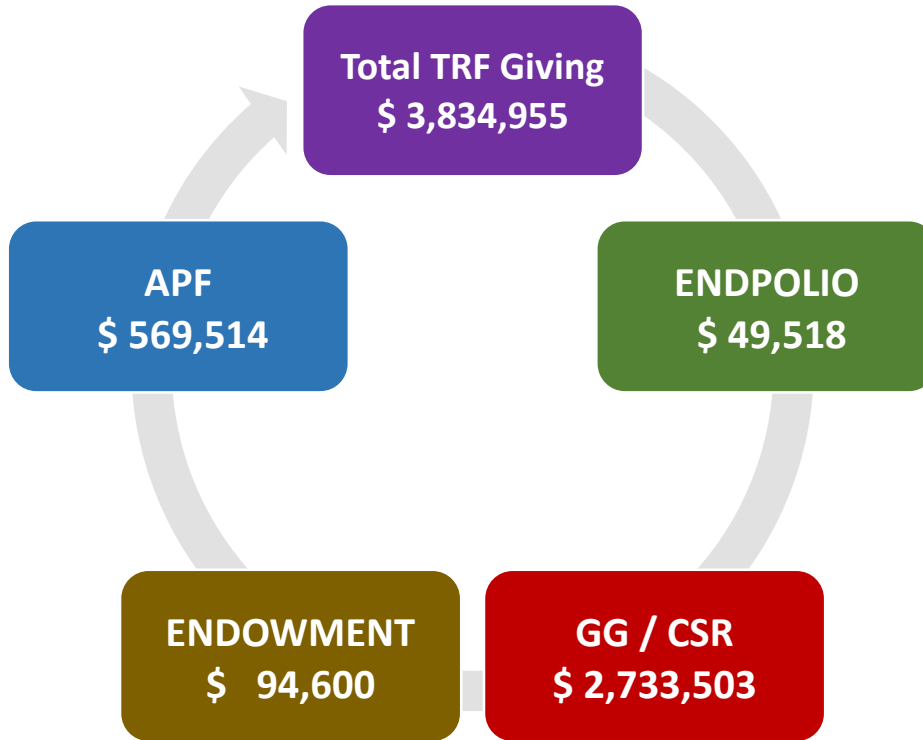 Total TRF Giving
$ 3,834,955
APF
$ 569,514
ENDPOLIO
$ 49,518
ENDOWMENT
$ 94,600
GG / CSR
$ 2,733,503